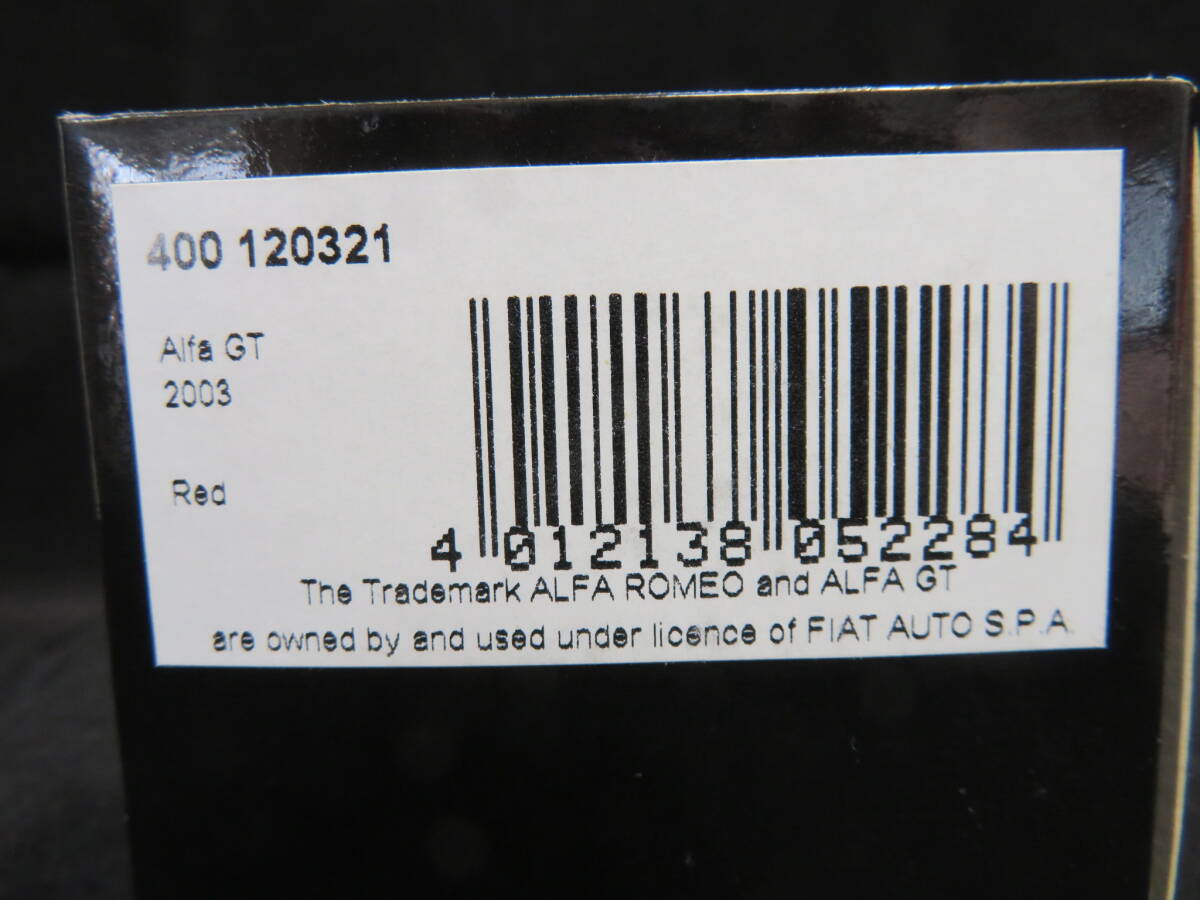 400 120321
Alfa GT
2003
Red
4 012138 052284
The Trademark ALFA ROMEO and ALFA GT
are owned by and used under licence of FIAT AUTO S.P.A.